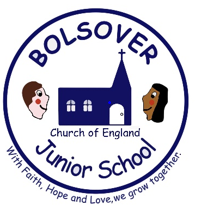 BOLSOVER
Church of England
Junior School
With Faith, Hope and Love, we grow together.